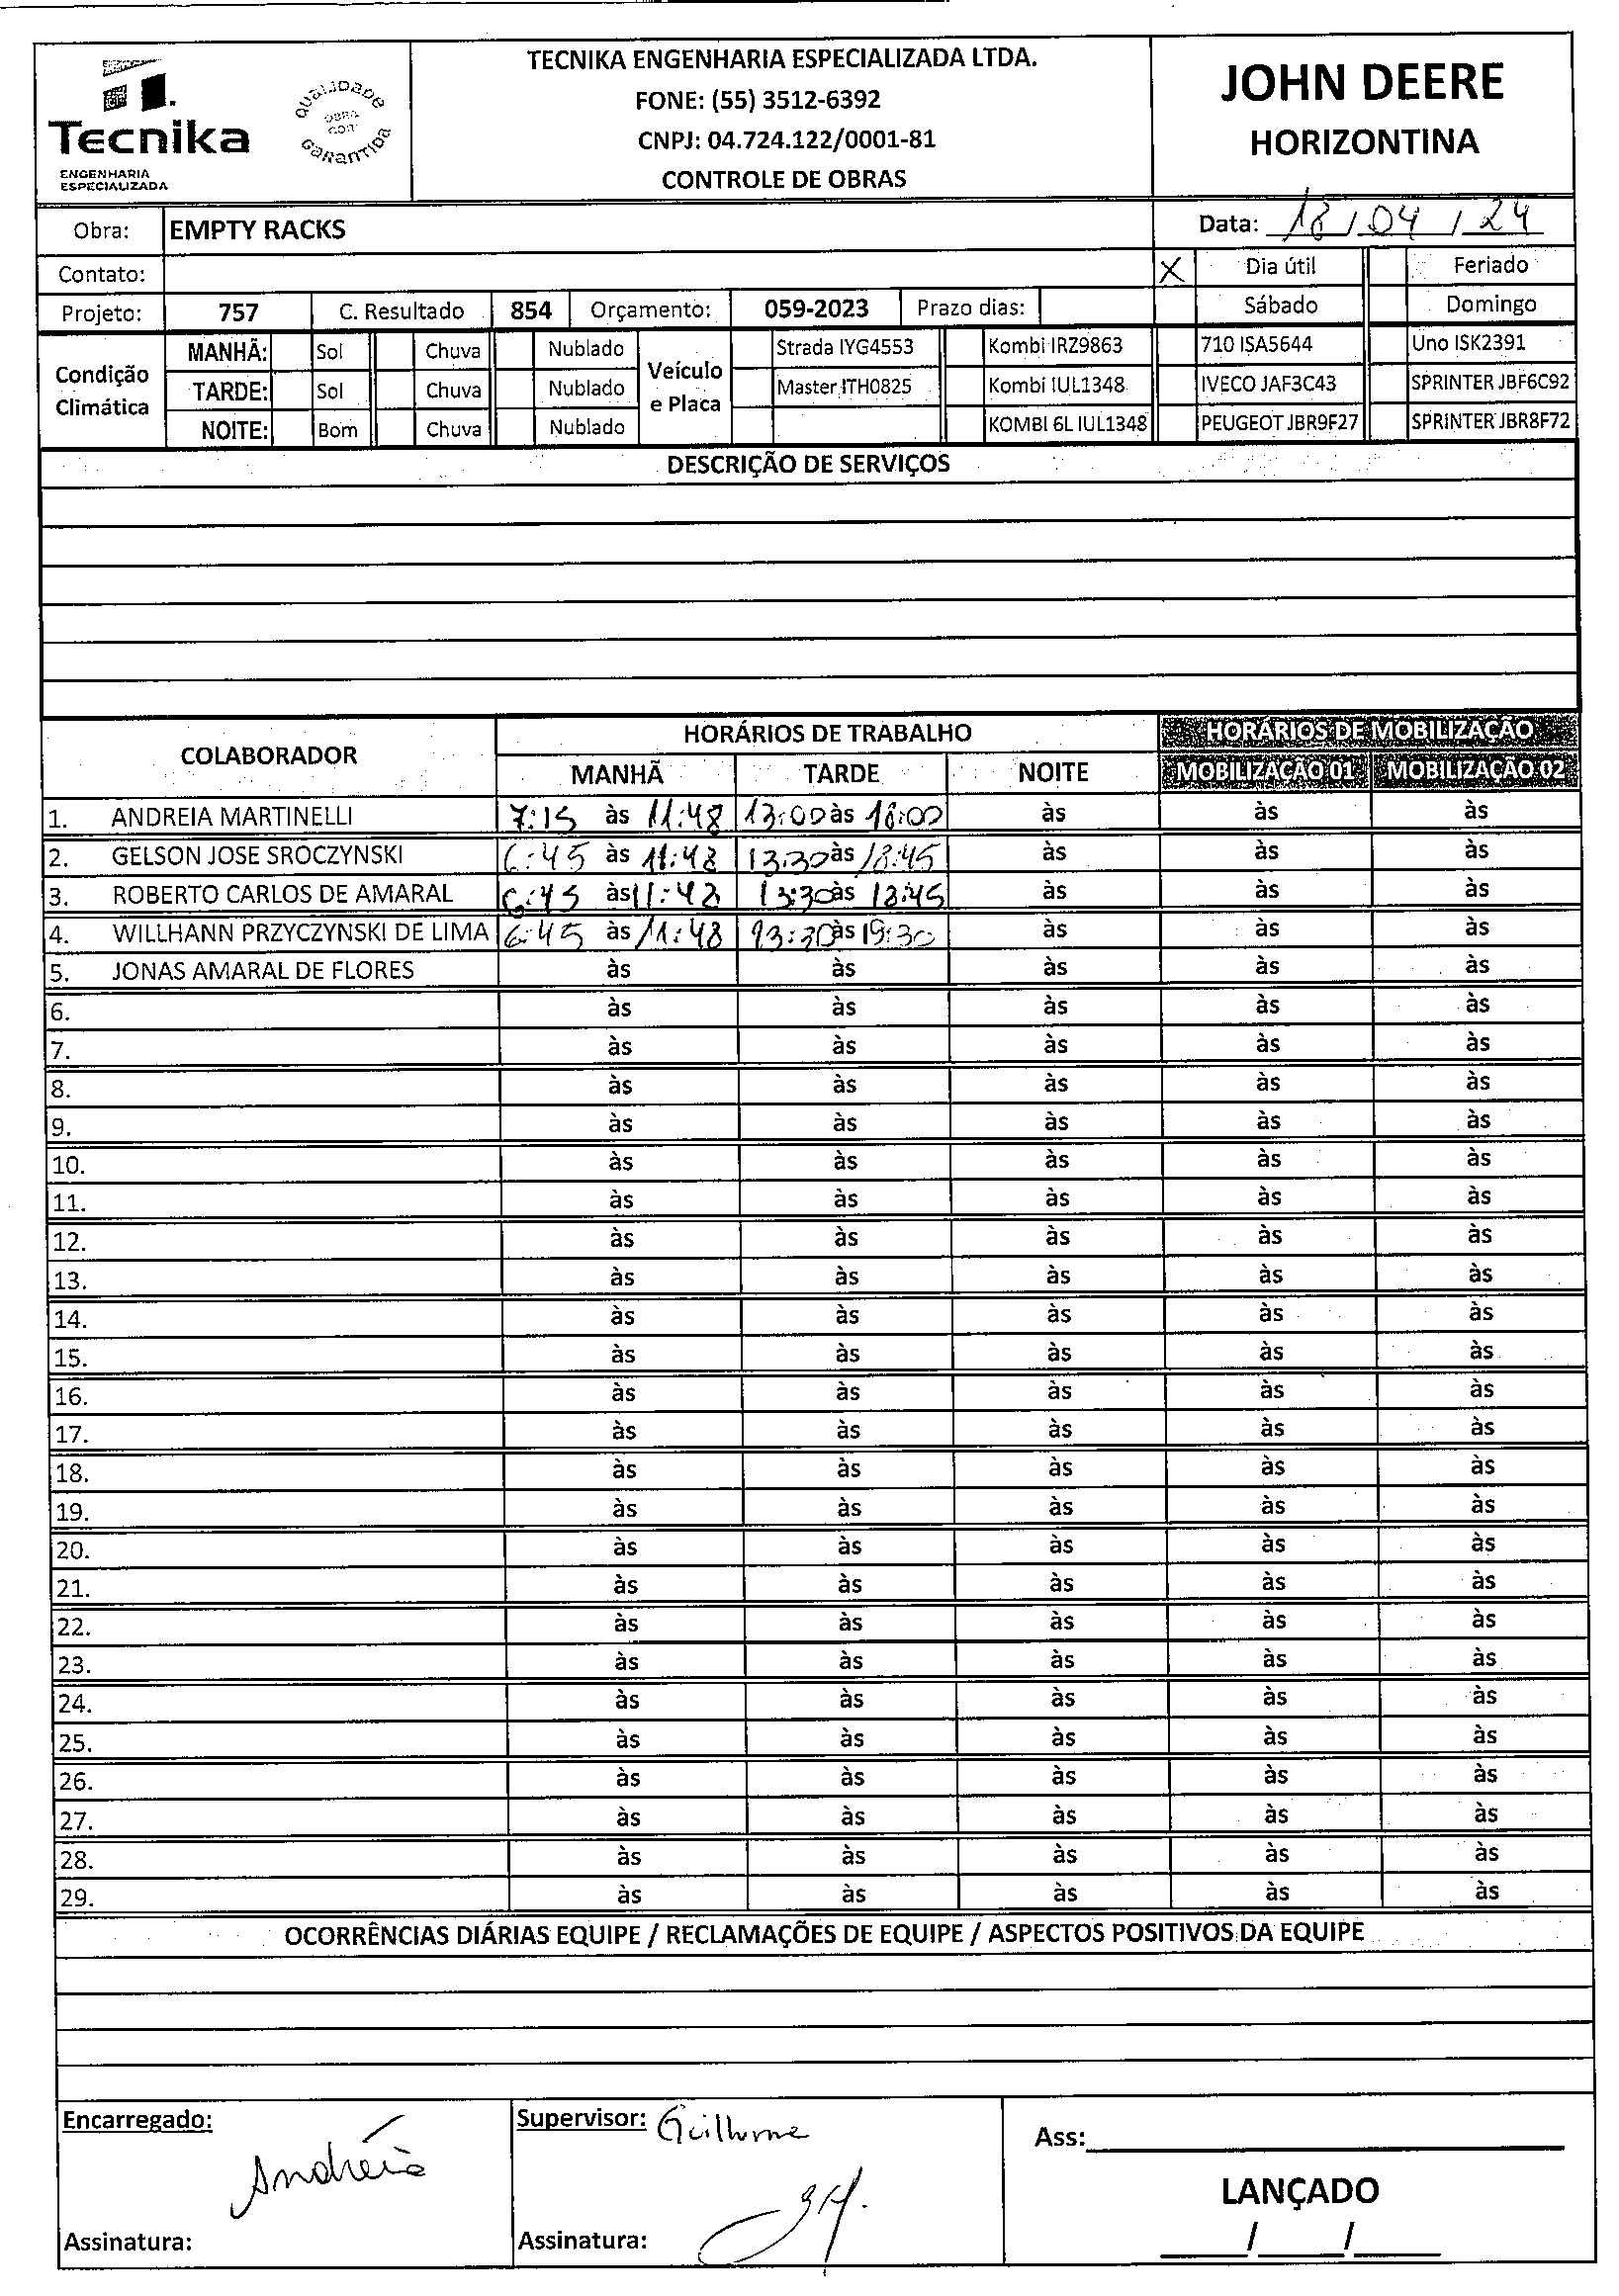 TECNIKA ENGENHARIA ESPECIALIZADA LTDA.
FONE: (55) 3512-6392
CNPJ: 04.724.122/0001-81
CONTROLE DE OBRAS
Tecnika
ENGENHARIA
ESPECIALIZADA
QUALIDADE
OBRA
COM
GARANTIDA
JOHN DEERE
HORIZONTINA
Obra: EMPTY RACKS Data: 18/04/24
Contato: X Dia útil Feriado
Projeto: 757 C. Resultado 854 Orçamento: 059-2023 Prazo dias: Sábado Domingo
Condição Climática
MANHÃ: Sol Chuva Nublado
TARDE: Sol Chuva Nublado
NOITE: Bom Chuva Nublado
Veículo e Placa
Strada IYG4553 Kombi IRZ9863 710 ISA5644 Uno ISK2391
Master ITH0825 Kombi IUL1348 IVECO JAF3C43 SPRINTER JBF6C92
KOMBI 6L IUL1348 PEUGEOT JBR9F27 SPRINTER JBR8F72
DESCRIÇÃO DE SERVIÇOS
COLABORADOR HORÁRIOS DE TRABALHO HORÁRIOS DE MOBILIZAÇÃO
MANHÃ TARDE NOITE MOBILIZAÇÃO 01 MOBILIZAÇÃO 02
1. ANDREIA MARTINELLI 7:15 às 11:48 13:00 às 18:00 às às às
2. GELSON JOSE SROCZYNSKI 6:45 às 11:48 13:30 às 18:45 às às às
3. ROBERTO CARLOS DE AMARAL 6:45 às 11:48 13:30 às 18:45 às às às
4. WILLHANN PRZYCZYNSKI DE LIMA 6:45 às 11:48 13:30 às 19:30 às às às
5. JONAS AMARAL DE FLORES às às às às às
6. às às às às às
7. às às às às às
8. às às às às às
9. às às às às às
10. às às às às às
11. às às às às às
12. às às às às às
13. às às às às às
14. às às às às às
15. às às às às às
16. às às às às às
17. às às às às às
18. às às às às às
19. às às às às às
20. às às às às às
21. às às às às às
22. às às às às às
23. às às às às às
24. às às às às às
25. às às às às às
26. às às às às às
27. às às às às às
28. às às às às às
29. às às às às às
OCORRÊNCIAS DIÁRIAS EQUIPE / RECLAMAÇÕES DE EQUIPE / ASPECTOS POSITIVOS DA EQUIPE
Encarregado: Supervisor: Guilherme
Andréia
Ass:
LANÇADO
Assinatura: Assinatura: / /